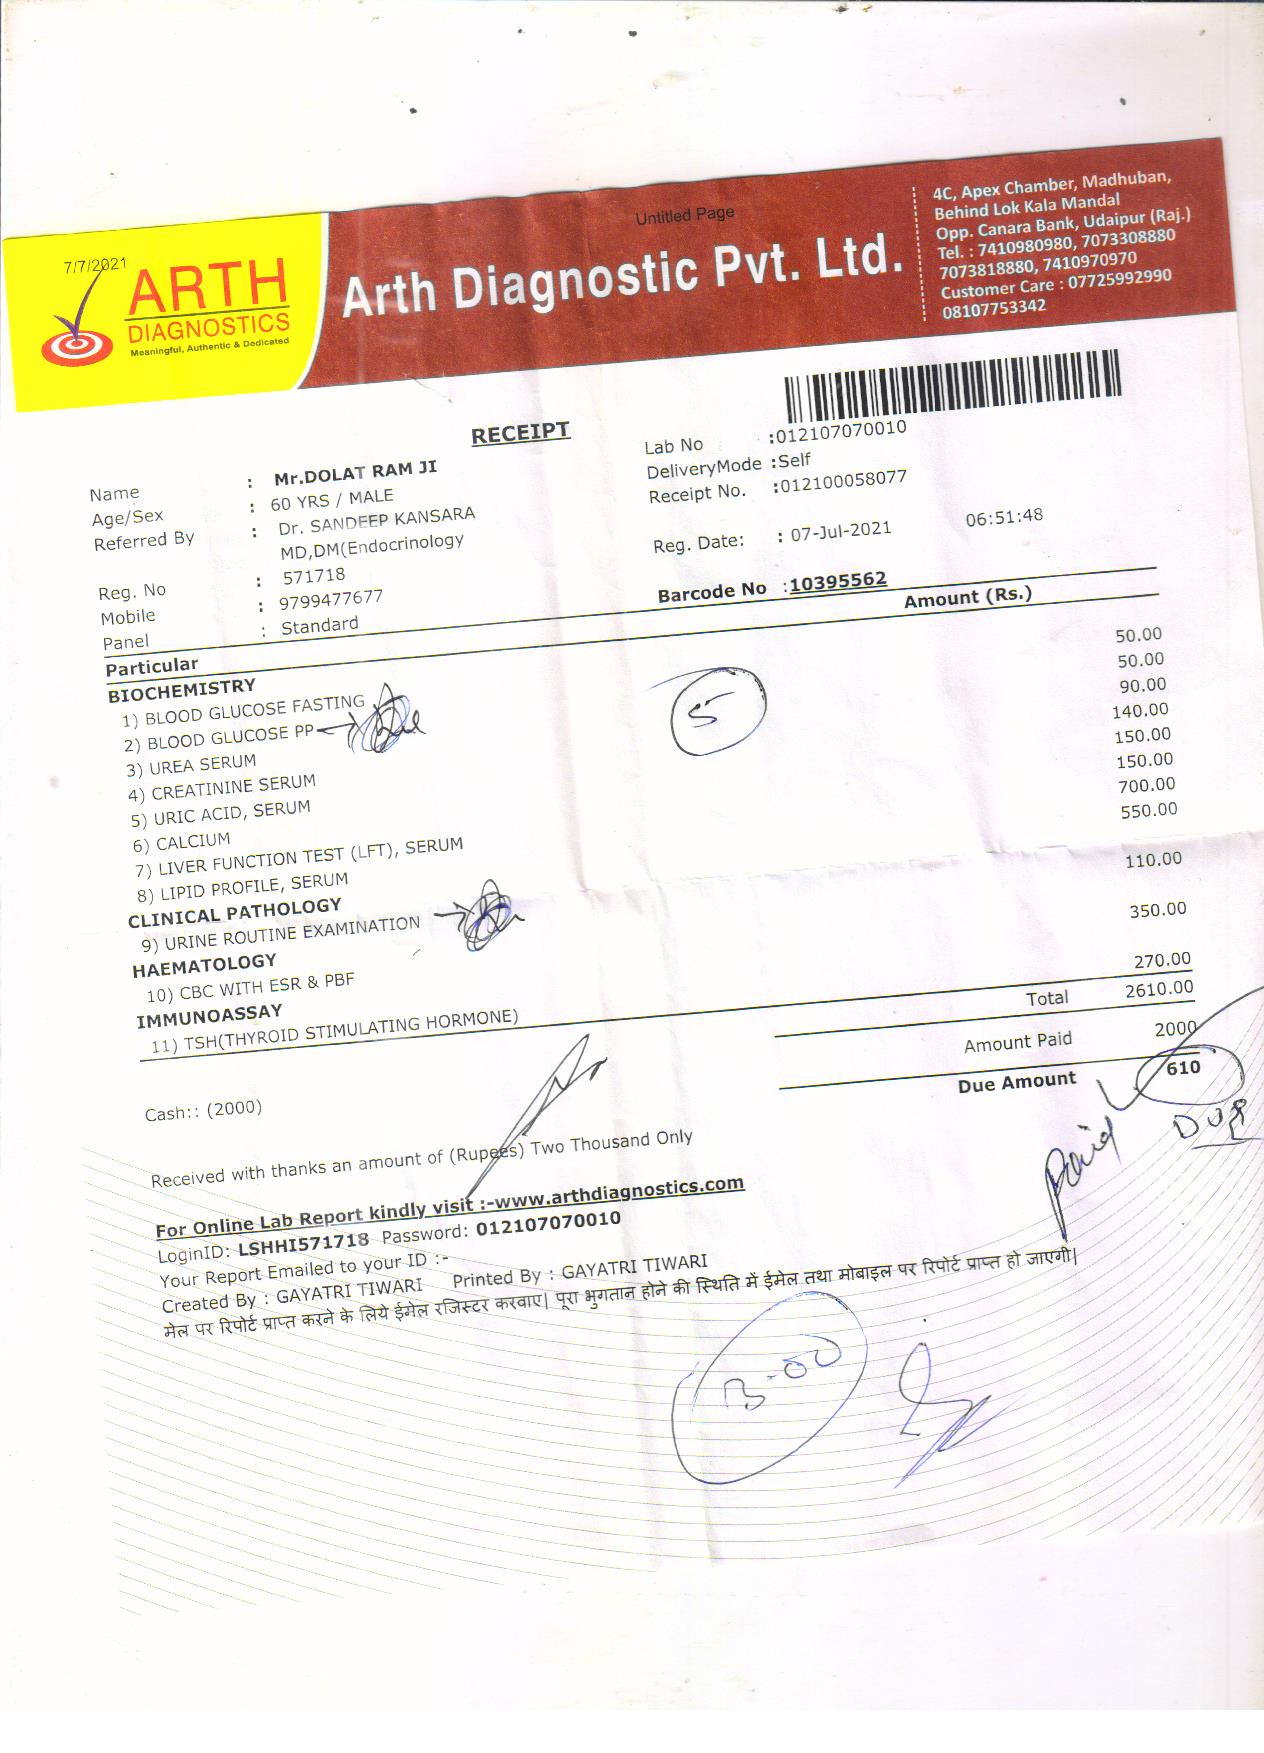 Untitled Page
7/7/2021
ARTH
DIAGNOSTICS
Meaningful, Authentic & Dedicated
Arth Diagnostic Pvt. Ltd.
4C, Apex Chamber, Madhuban,
Behind Lok Kala Mandal
Opp. Canara Bank, Udaipur (Raj.)
Tel. : 7410980980, 7073308880
7073818880, 7410970970
Customer Care : 07725992990
08107753342
RECEIPT
Name : Mr.DOLAT RAM JI
Age/Sex : 60 YRS / MALE
Referred By : Dr. SANDEEP KANSARA
MD,DM(Endocrinology
Reg. No : 571718
Mobile : 9799477677
Panel : Standard
Lab No :012107070010
DeliveryMode :Self
Receipt No. :012100058077
Reg. Date: : 07-Jul-2021 06:51:48
Barcode No :10395562
Particular Amount (Rs.)
BIOCHEMISTRY
1) BLOOD GLUCOSE FASTING 50.00
2) BLOOD GLUCOSE PP 50.00
3) UREA SERUM 90.00
4) CREATININE SERUM 140.00
5) URIC ACID, SERUM 150.00
6) CALCIUM 150.00
7) LIVER FUNCTION TEST (LFT), SERUM 700.00
8) LIPID PROFILE, SERUM 550.00
CLINICAL PATHOLOGY
9) URINE ROUTINE EXAMINATION 110.00
HAEMATOLOGY
10) CBC WITH ESR & PBF 350.00
IMMUNOASSAY
11) TSH(THYROID STIMULATING HORMONE) 270.00
5
Total 2610.00
Amount Paid 2000
Due Amount 610
Paid
DUE
Cash:: (2000)
Received with thanks an amount of (Rupees) Two Thousand Only
For Online Lab Report kindly visit :-www.arthdiagnostics.com
LoginID: LSHHI571718 Password: 012107070010
Your Report Emailed to your ID :-
Created By : GAYATRI TIWARI Printed By : GAYATRI TIWARI
मेल पर रिपोर्ट प्राप्त करने के लिये ईमेल रजिस्टर करवाए| पूरा भुगतान होने की स्थिति में ईमेल तथा मोबाइल पर रिपोर्ट प्राप्त हो जाएगी|